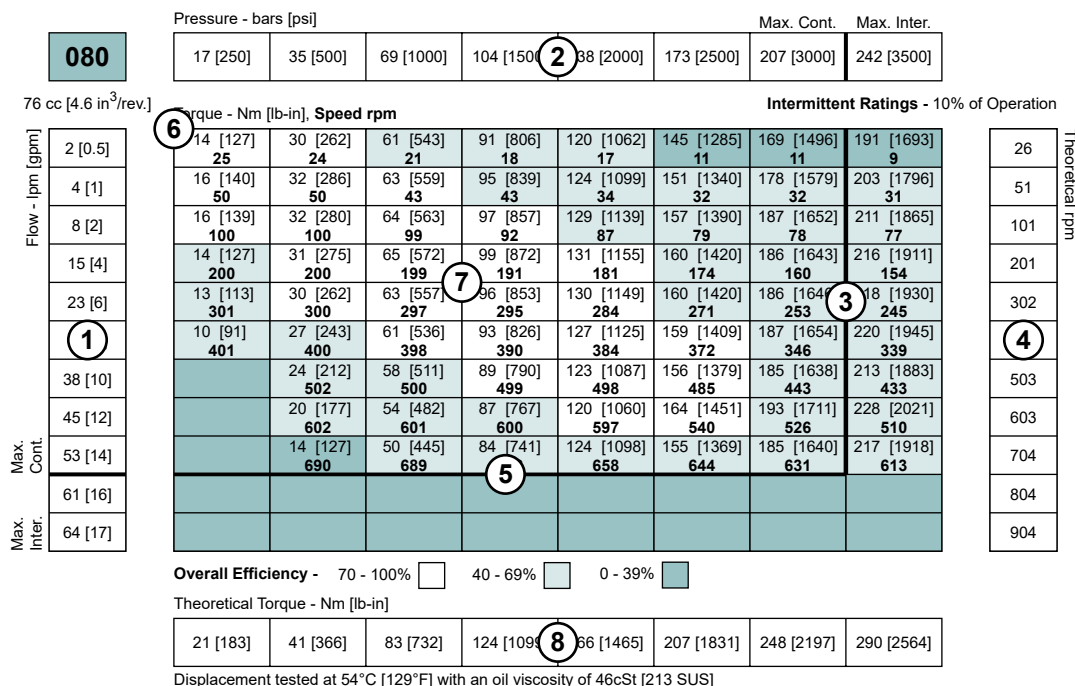 Pressure - bars [psi] Max. Cont. Max. Inter.
080 17 [250] 35 [500] 69 [1000] 104 [150 2 38 [2000] 173 [2500] 207 [3000] 242 [3500]
76 cc [4.6 in³/rev.] Torque - Nm [lb-in], Speed rpm Intermittent Ratings - 10% of Operation
Flow - lpm [gpm]
Theoretical rpm
6
2 [0.5] 14 [127] 30 [262] 61 [543] 91 [806] 120 [1062] 145 [1285] 169 [1496] 191 [1693] 26
25 24 21 18 17 11 11 9
4 [1] 16 [140] 32 [286] 63 [559] 95 [839] 124 [1099] 151 [1340] 178 [1579] 203 [1796] 51
50 50 43 43 34 32 32 31
8 [2] 16 [139] 32 [280] 64 [563] 97 [857] 129 [1139] 157 [1390] 187 [1652] 211 [1865] 101
100 100 99 92 87 79 78 77
15 [4] 14 [127] 31 [275] 65 [572] 99 [872] 131 [1155] 160 [1420] 186 [1643] 216 [1911] 201
200 200 199 191 181 174 160 154
7
23 [6] 13 [113] 30 [262] 63 [557] 96 [853] 130 [1149] 160 [1420] 186 [164 3 18 [1930] 302
301 300 297 295 284 271 253 245
1 10 [91] 27 [243] 61 [536] 93 [826] 127 [1125] 159 [1409] 187 [1654] 220 [1945] 4
401 400 398 390 384 372 346 339
38 [10] 24 [212] 58 [511] 89 [790] 123 [1087] 156 [1379] 185 [1638] 213 [1883] 503
502 500 499 498 485 443 433
45 [12] 20 [177] 54 [482] 87 [767] 120 [1060] 164 [1451] 193 [1711] 228 [2021] 603
602 601 600 597 540 526 510
Max. Cont.
53 [14] 14 [127] 50 [445] 84 [741] 124 [1098] 155 [1369] 185 [1640] 217 [1918] 704
690 689 5 658 644 631 613
61 [16] 804
Max. Inter.
64 [17] 904
Overall Efficiency - 70 - 100% 40 - 69% 0 - 39%
Theoretical Torque - Nm [lb-in]
21 [183] 41 [366] 83 [732] 124 [109 8 66 [1465] 207 [1831] 248 [2197] 290 [2564]
Displacement tested at 54°C [129°F] with an oil viscosity of 46cSt [213 SUS]